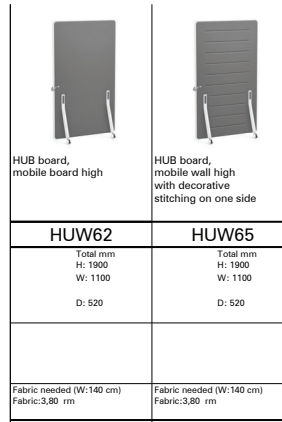 HUB board,
mobile board high
HUB board,
mobile wall high
with decorative
stitching on one side
HUW62
HUW65
Total mm
H: 1900
W: 1100
D: 520
Total mm
H: 1900
W: 1100
D: 520
Fabric needed (W:140 cm)
Fabric:3,80 rm
Fabric needed (W:140 cm)
Fabric:3,80 rm